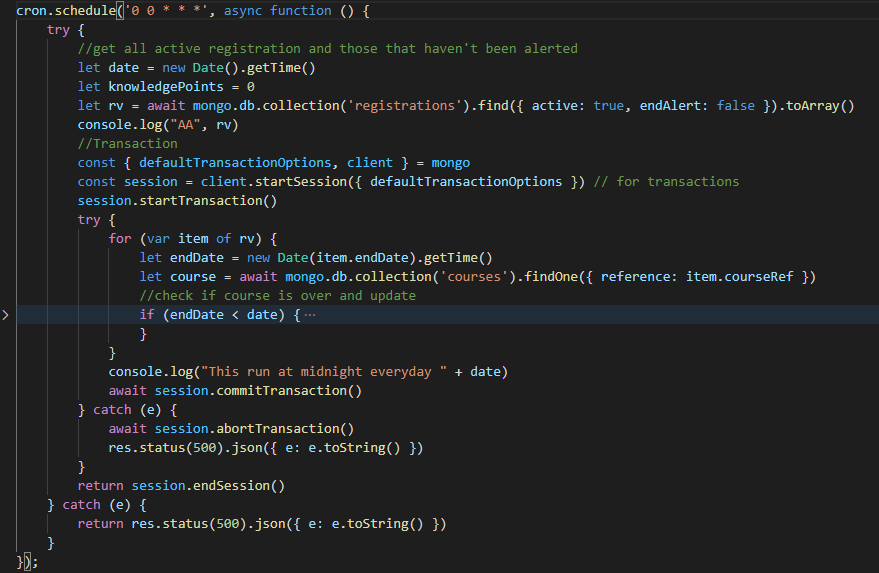 cron.schedule('0 0 * * *', async function () {
    try {
        //get all active registration and those that haven't been alerted
        let date = new Date().getTime()
        let knowledgePoints = 0
        let rv = await mongo.db.collection('registrations').find({ active: true, endAlert: false }).toArray()
        console.log("AA", rv)
        //Transaction
        const { defaultTransactionOptions, client } = mongo
        const session = client.startSession({ defaultTransactionOptions }) // for transactions
        session.startTransaction()
        try {
            for (var item of rv) {
                let endDate = new Date(item.endDate).getTime()
                let course = await mongo.db.collection('courses').findOne({ reference: item.courseRef })
                //check if course is over and update
                if (endDate < date) { ⋯
                }
            }
            console.log("This run at midnight everyday " + date)
            await session.commitTransaction()
        } catch (e) {
            await session.abortTransaction()
            res.status(500).json({ e: e.toString() })
        }
        return session.endSession()
    } catch (e) {
        return res.status(500).json({ e: e.toString() })
    }
});